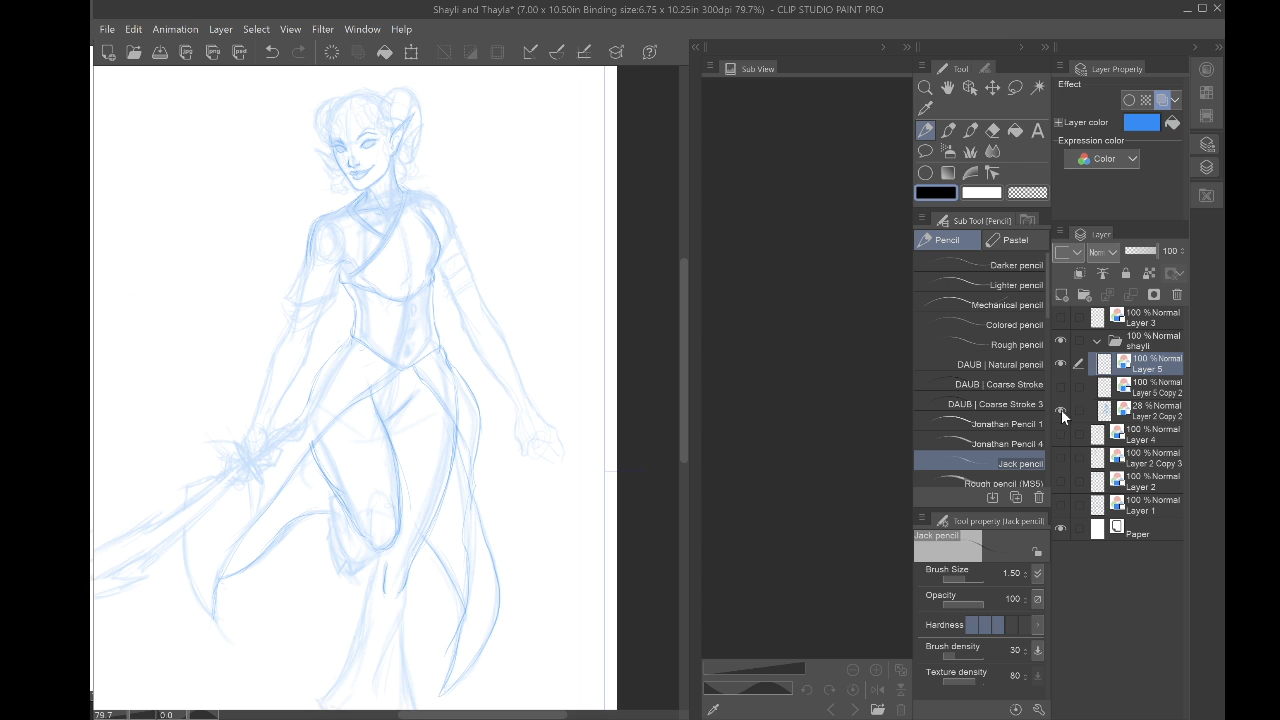 Shayli and Thayla* (7.00 x 10.50in Binding size:6.75 x 10.25in 300dpi 79.7%)  - CLIP STUDIO PAINT PRO
File Edit Animation Layer Select View Filter Window Help
Sub View
Tool
Layer Property
Effect
Layer color
Expression color
Color
Sub Tool [Pencil]
Pencil
Pastel
Darker pencil
Lighter pencil
Mechanical pencil
Colored pencil
Rough pencil
DAUB | Natural pencil
DAUB | Coarse Stroke
DAUB | Coarse Stroke 3
Jonathan Pencil 1
Jonathan Pencil 4
Jack pencil
Rough pencil (MS5)
Tool property [Jack pencil]
Jack pencil
Brush Size 1.50
Opacity 100
Hardness
Brush density 30
Texture density 80
Layer
Norm 100
100 % Normal
Layer 3
100 % Normal
shayli
100 % Normal
Layer 5
100 % Normal
Layer 5 Copy 2
28 % Normal
Layer 2 Copy 2
100 % Normal
Layer 4
100 % Normal
Layer 2 Copy 3
100 % Normal
Layer 2
100 % Normal
Layer 1
Paper
79.7 0.0